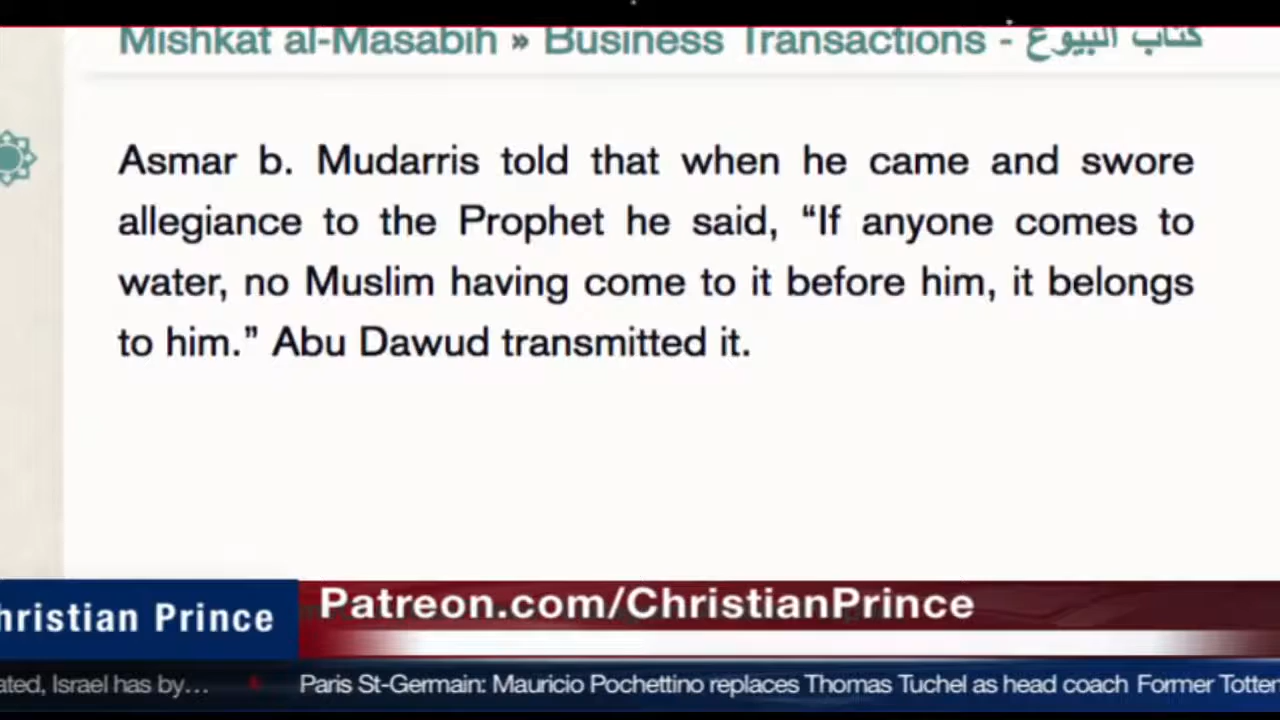 Mishkat al-Masabih » Business Transactions - كتاب البيوع
Asmar b. Mudarris told that when he came and swore
allegiance to the Prophet he said, “If anyone comes to
water, no Muslim having come to it before him, it belongs
to him.” Abu Dawud transmitted it.
hristian Prince
Patreon.com/ChristianPrince
ated, Israel has by...
Paris St-Germain: Mauricio Pochettino replaces Thomas Tuchel as head coach Former Totten